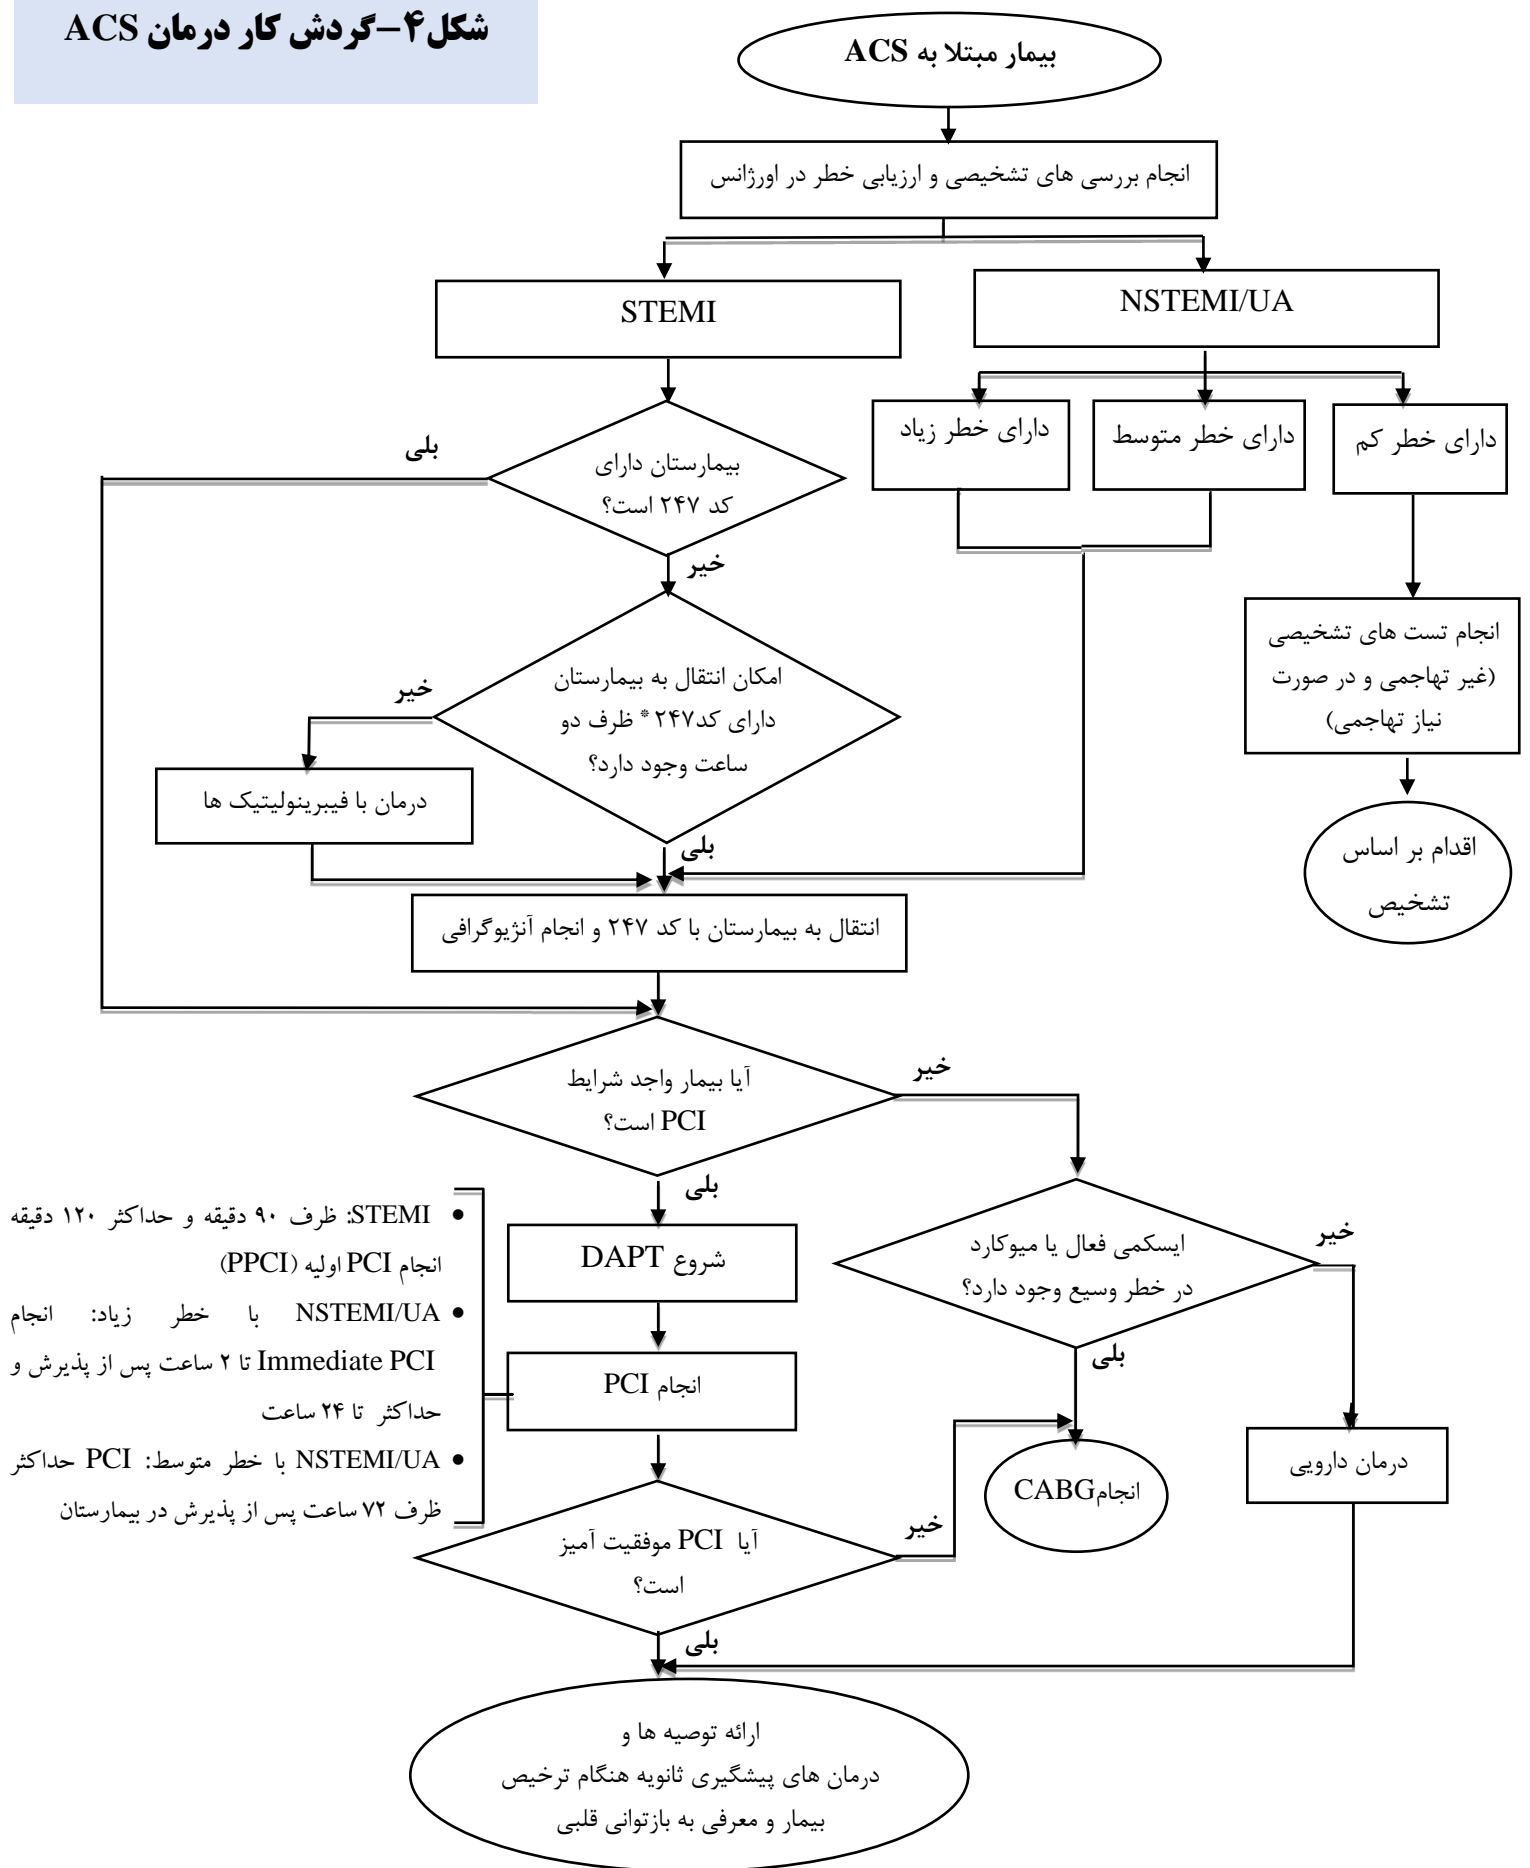 شکل۴–گردش کار درمان ACS
بیمار مبتلا به ACS
انجام بررسی های تشخیصی و ارزیابی خطر در اورژانس
STEMI
NSTEMI/UA
دارای خطر زیاد
دارای خطر متوسط
دارای خطر کم
بلی
بیمارستان دارای
کد ۲۴۷ است؟
خیر
انجام تست های تشخیصی
(غیر تهاجمی و در صورت
نیاز تهاجمی)
امکان انتقال به بیمارستان
دارای کد۲۴۷* ظرف دو
ساعت وجود دارد؟
خیر
درمان با فیبرینولیتیک ها
بلی
اقدام بر اساس
تشخیص
انتقال به بیمارستان با کد ۲۴۷ و انجام آنژیوگرافی
آیا بیمار واجد شرایط
PCI است؟
خیر
بلی
ایسکمی فعال یا میوکارد
در خطر وسیع وجود دارد؟
خیر
بلی
شروع DAPT
انجام PCI
• STEMI: ظرف ۹۰ دقیقه و حداکثر ۱۲۰ دقیقه
انجام PCI اولیه (PPCI)
• NSTEMI/UA با خطر زیاد: انجام
Immediate PCI تا ۲ ساعت پس از پذیرش و
حداکثر تا ۲۴ ساعت
• NSTEMI/UA با خطر متوسط: PCI حداکثر
ظرف ۷۲ ساعت پس از پذیرش در بیمارستان
درمان دارویی
انجامCABG
آیا PCI موفقیت آمیز
است؟
خیر
بلی
ارائه توصیه ها و
درمان های پیشگیری ثانویه هنگام ترخیص
بیمار و معرفی به بازتوانی قلبی